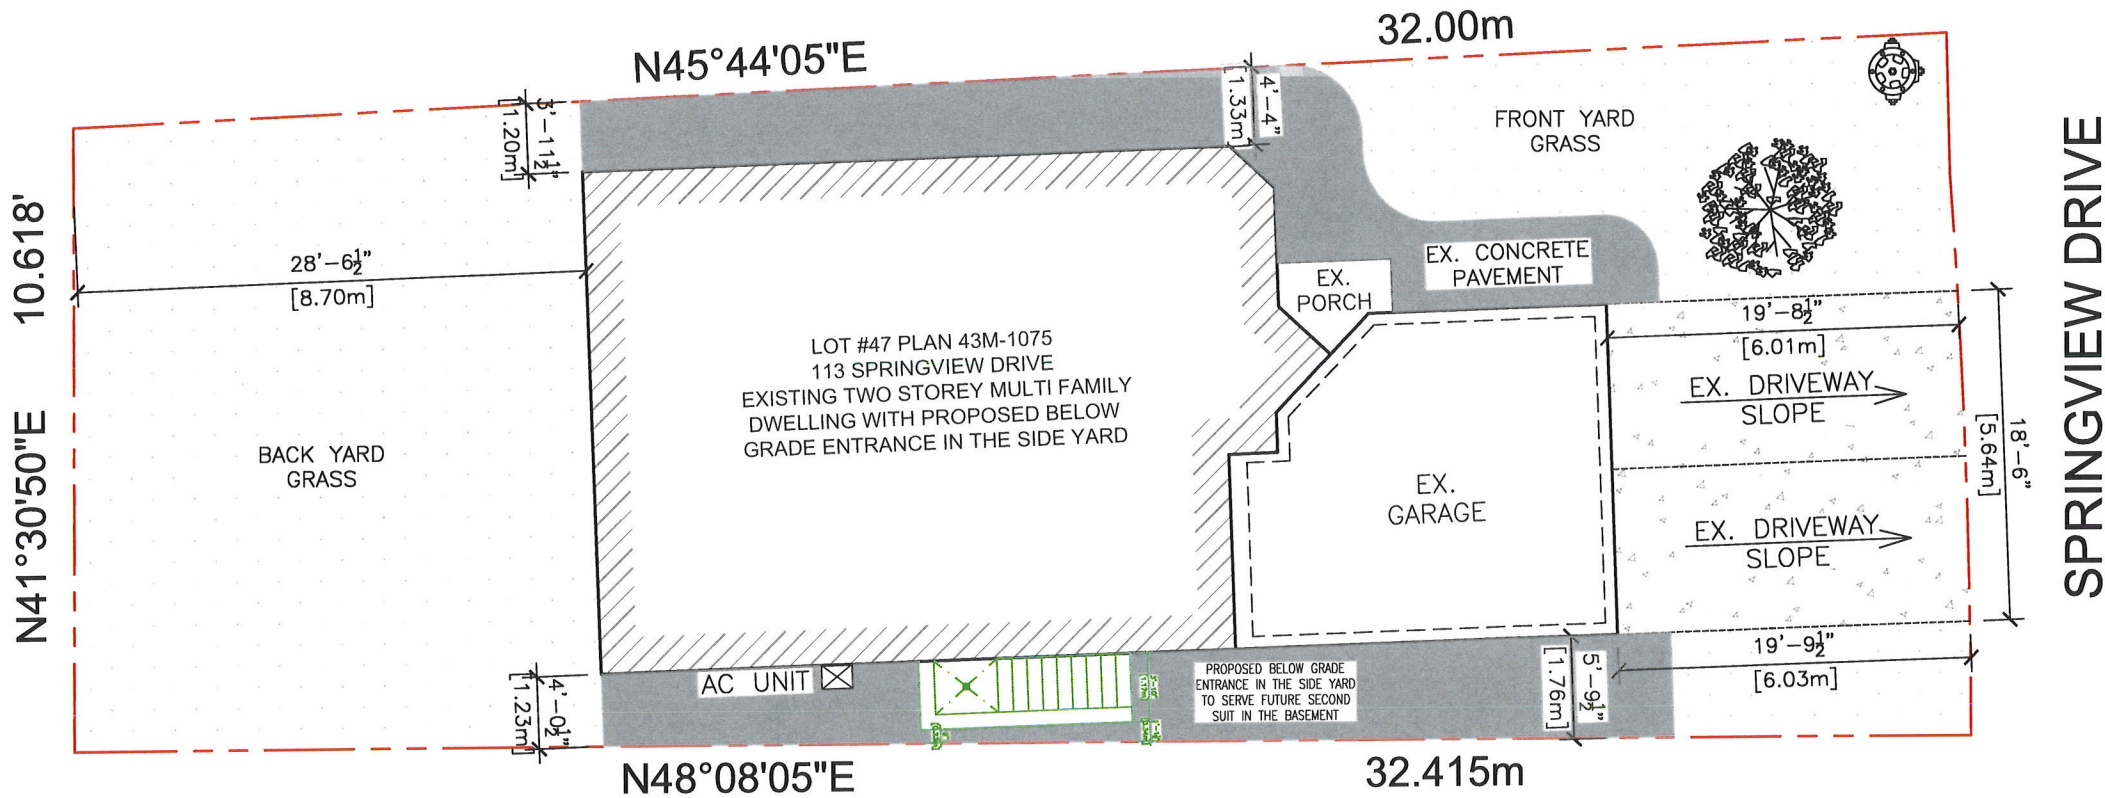 32.00m
N45°44'05"E
3'-11½"
[1.20m]
4'-4"
[1.33m]
FRONT YARD
GRASS
SPRINGVIEW DRIVE
10.618'
N41°30'50"E
28'-6½"
[8.70m]
EX. CONCRETE
PAVEMENT
EX.
PORCH
19'-8½"
[6.01m]
LOT #47 PLAN 43M-1075
113 SPRINGVIEW DRIVE
EXISTING TWO STOREY MULTI FAMILY
DWELLING WITH PROPOSED BELOW
GRADE ENTRANCE IN THE SIDE YARD
EX. DRIVEWAY
SLOPE
18'-6"
[5.64m]
BACK YARD
GRASS
EX.
GARAGE
EX. DRIVEWAY
SLOPE
19'-9½"
[6.03m]
AC UNIT
PROPOSED BELOW GRADE
ENTRANCE IN THE SIDE YARD
TO SERVE FUTURE SECOND
SUIT IN THE BASEMENT
5'-9½"
[1.76m]
4'-0½"
[1.23m]
N48°08'05"E
32.415m